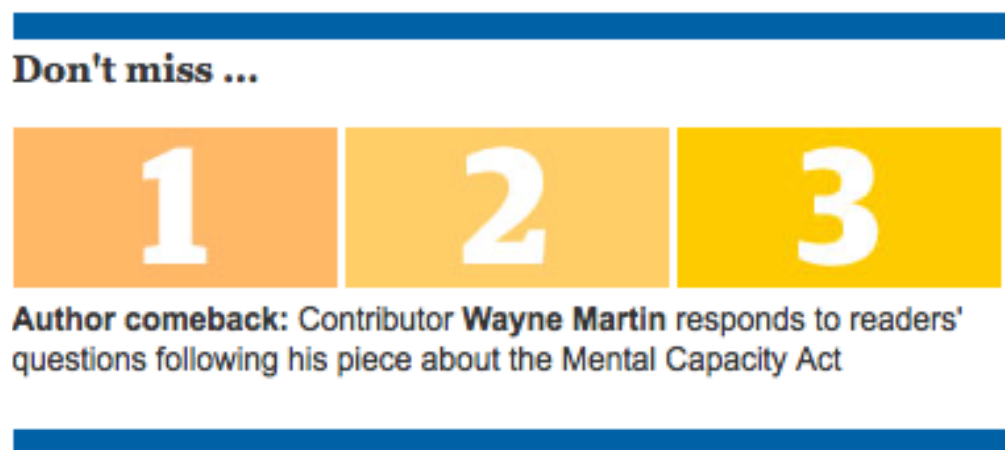 Don't miss ...
1 2 3
Author comeback: Contributor Wayne Martin responds to readers'
questions following his piece about the Mental Capacity Act